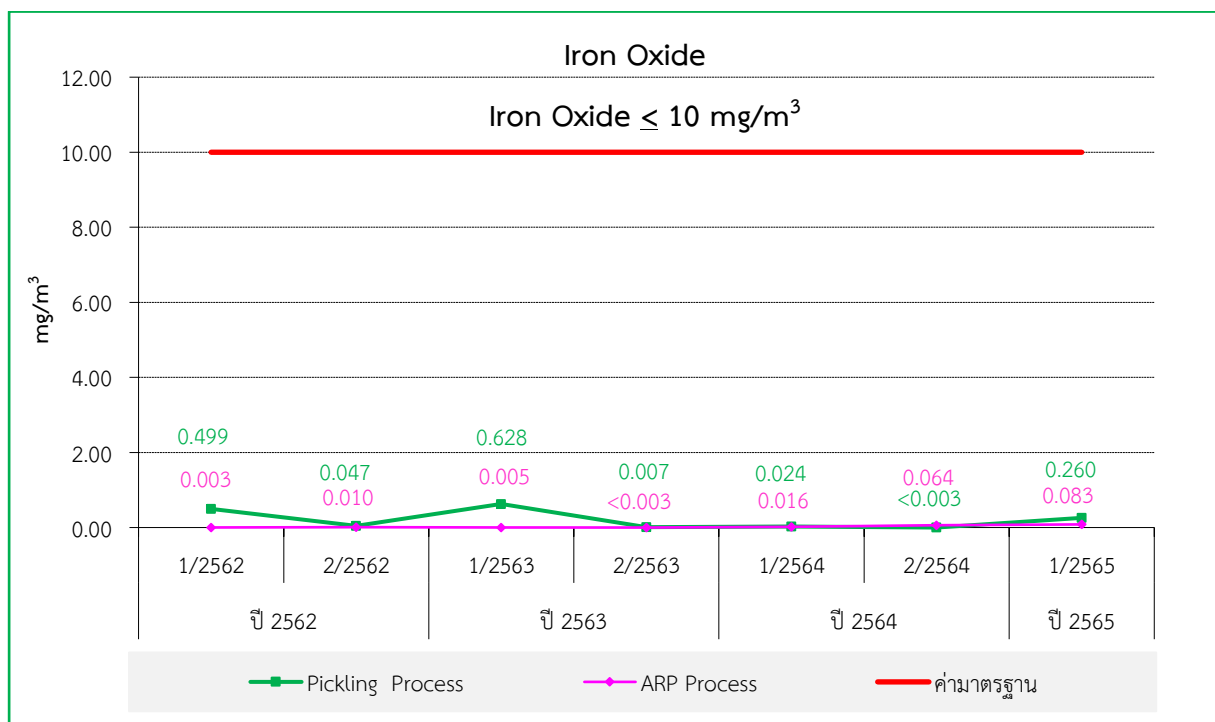 Iron Oxide
Iron Oxide ≤ 10 mg/m³
mg/m³
12.00
10.00
8.00
6.00
4.00
2.00
0.00
0.499 0.047 0.628 0.007 0.024 0.064 0.260
0.003 0.010 0.005 <0.003 0.016 <0.003 0.083
1/2562 2/2562 1/2563 2/2563 1/2564 2/2564 1/2565
ปี 2562 ปี 2563 ปี 2564 ปี 2565
Pickling Process ARP Process ค่ามาตรฐาน